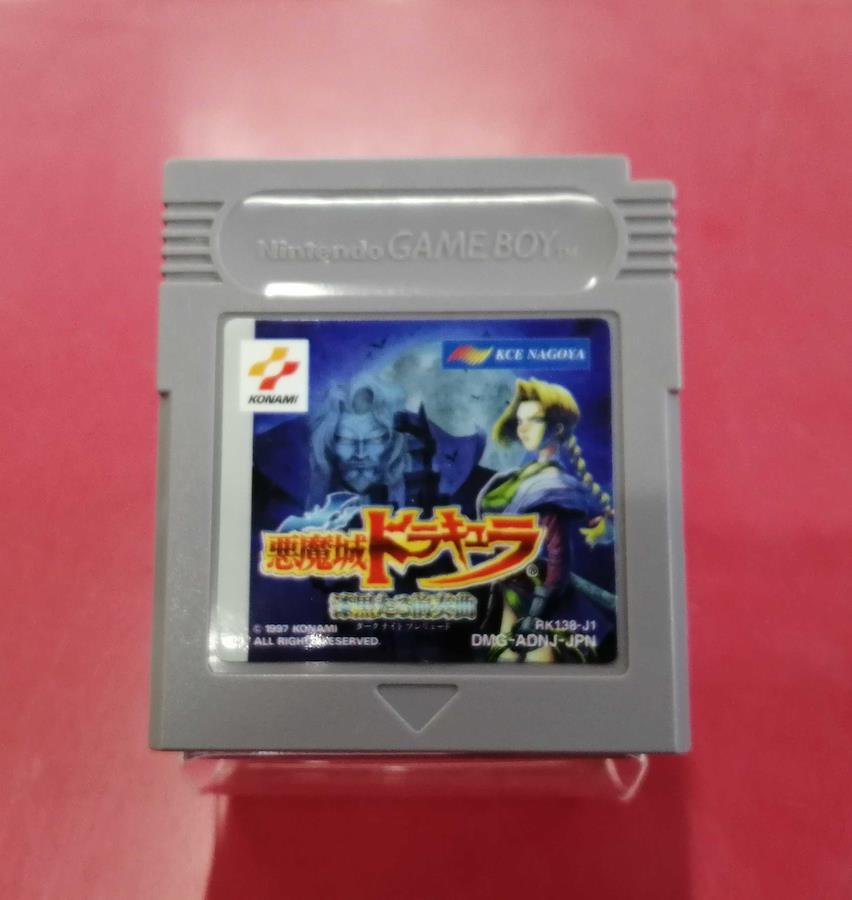 Nintendo GAME BOY™
KONAMI
KCE NAGOYA
悪魔城ドラキュラ®
漆黒たる前奏曲
ダークナイトプレリュード
© 1997 KONAMI
ALL RIGHTS RESERVED.
RK138-J1
DMG-ADNJ-JPN